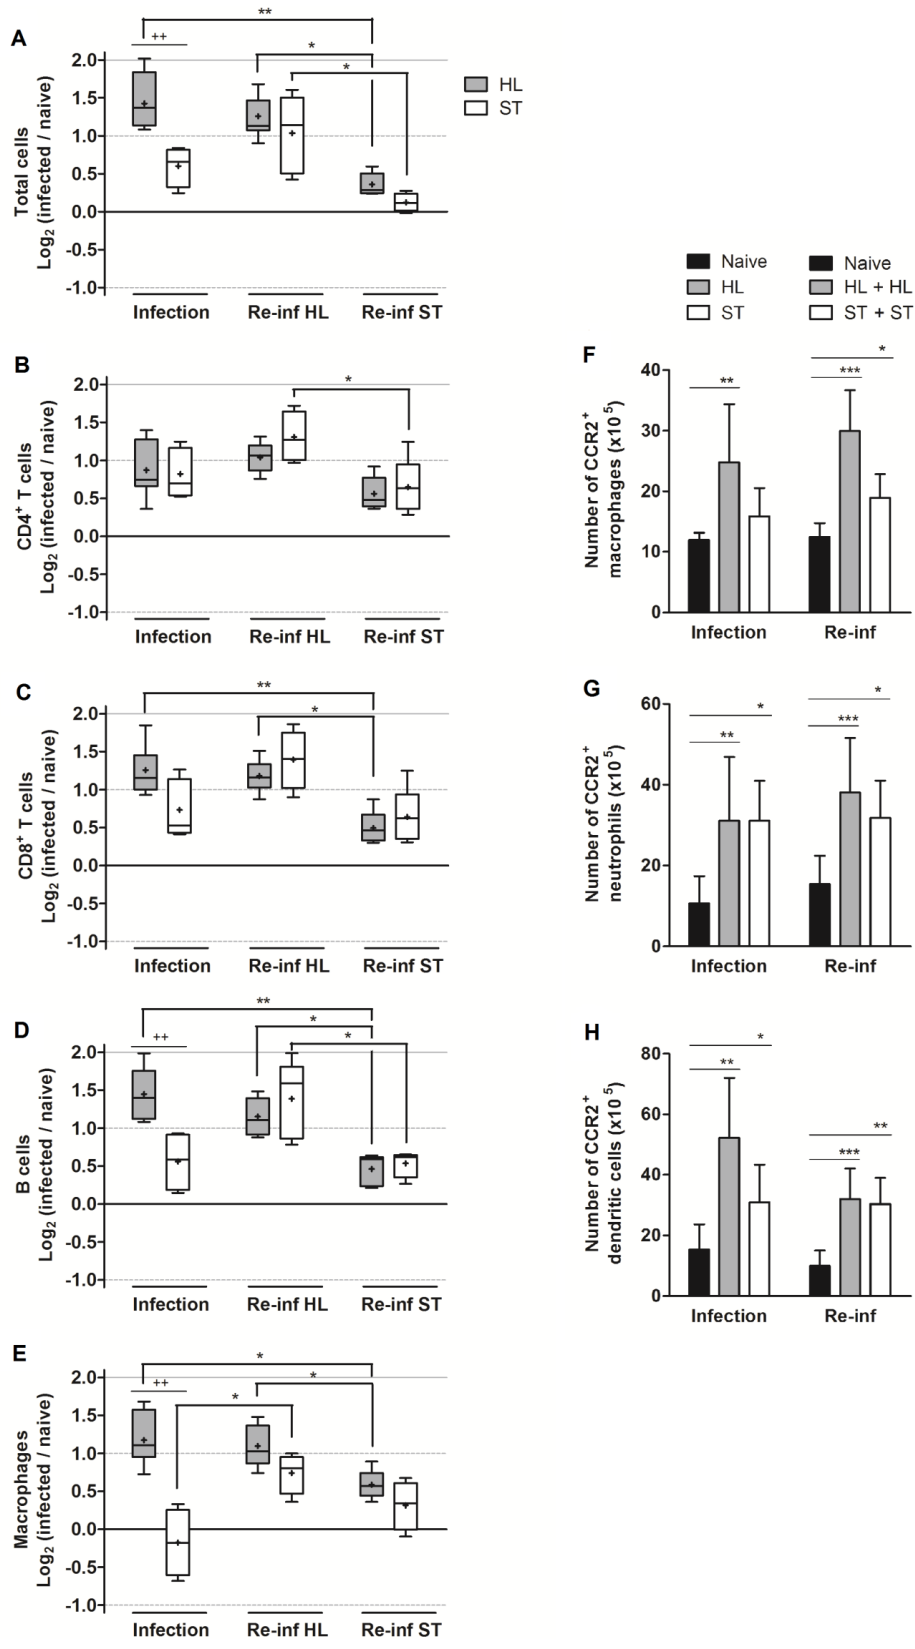 A
Total cells
Log2 (infected / naive)
**
++
*
*
2.0
1.5
1.0
0.5
0.0
-0.5
-1.0
Infection Re-inf HL Re-inf ST
HL
ST
B
CD4+ T cells
Log2 (infected / naive)
*
2.0
1.5
1.0
0.5
0.0
-0.5
-1.0
Infection Re-inf HL Re-inf ST
C
CD8+ T cells
Log2 (infected / naive)
**
*
2.0
1.5
1.0
0.5
0.0
-0.5
-1.0
Infection Re-inf HL Re-inf ST
D
B cells
Log2 (infected / naive)
**
++
*
*
2.0
1.5
1.0
0.5
0.0
-0.5
-1.0
Infection Re-inf HL Re-inf ST
E
Macrophages
Log2 (infected / naive)
*
++
*
*
2.0
1.5
1.0
0.5
0.0
-0.5
-1.0
Infection Re-inf HL Re-inf ST
Naive
HL
ST
Naive
HL + HL
ST + ST
F
Number of CCR2+
macrophages (x10 5)
**
***
*
40
30
20
10
0
Infection Re-inf
G
Number of CCR2+
neutrophils (x10 5)
*
**
*
***
60
40
20
0
Infection Re-inf
H
Number of CCR2+
dendritic cells (x10 5)
*
**
**
***
80
60
40
20
0
Infection Re-inf